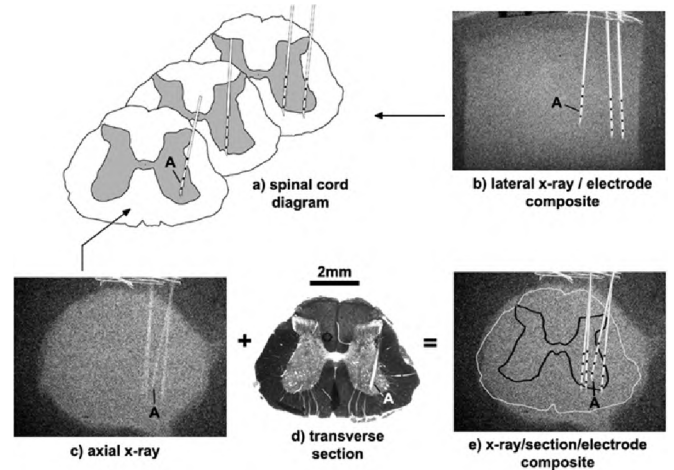 A
a) spinal cord
diagram
A
b) lateral x-ray / electrode
composite
A
c) axial x-ray
+
2mm
A
d) transverse
section
=
A
e) x-ray/section/electrode
composite